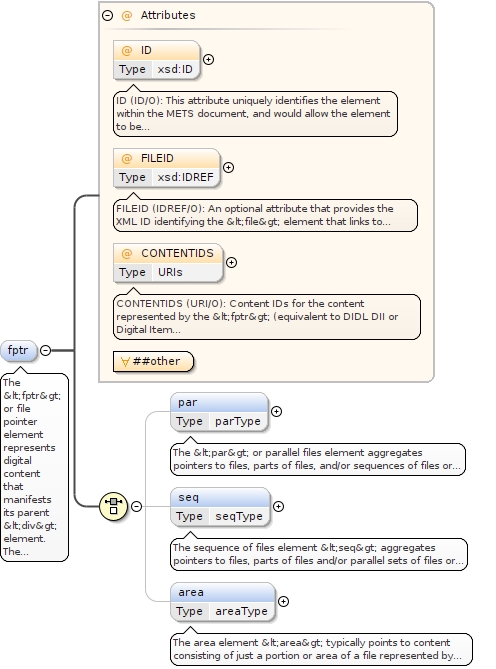 @ Attributes
@ ID
Type xsd:ID
ID (ID/O): This attribute uniquely identifies the element
within the METS document, and would allow the element
to be...
@ FILEID
Type xsd:IDREF
FILEID (IDREF/O): An optional attribute that provides the
XML ID identifying the &lt;file&gt; element that links to...
@ CONTENTIDS
Type URIs
CONTENTIDS (URI/O): Content IDs for the content
represented by the &lt;fptr&gt; (equivalent to DIDL DII or
Digital Item...
##other
fptr
The
&lt;fptr&gt;
or file
pointer
element
represents
digital
content
that
manifests
its parent
&lt;div&gt;
element.
The...
par
Type parType
The &lt;par&gt; or parallel files element aggregates
pointers to files, parts of files, and/or sequences of files or...
seq
Type seqType
The sequence of files element &lt;seq&gt; aggregates
pointers to files, parts of files and/or parallel sets of files or...
area
Type areaType
The area element &lt;area&gt; typically points to content
consisting of just a portion or area of a file represented by...